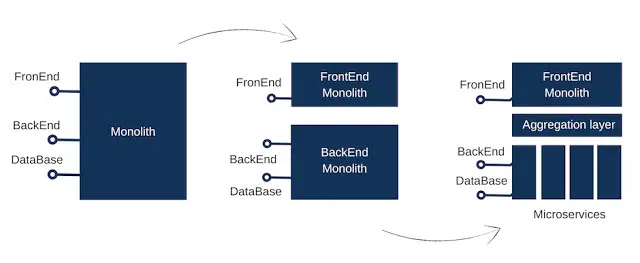 FronEnd
BackEnd
DataBase
Monolith
FronEnd
BackEnd
DataBase
FrontEnd
Monolith
BackEnd
Monolith
FronEnd
BackEnd
DataBase
FrontEnd
Monolith
Aggregation layer
Microservices